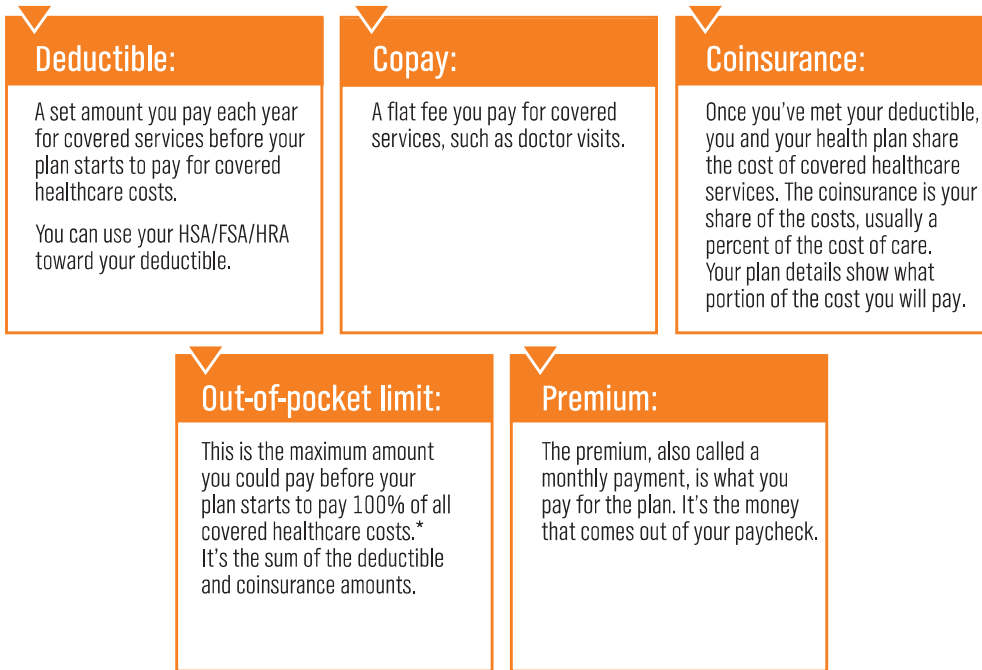 Deductible:
A set amount you pay each year
for covered services before your
plan starts to pay for covered
healthcare costs.
You can use your HSA/FSA/HRA
toward your deductible.
Copay:
A flat fee you pay for covered
services, such as doctor visits.
Coinsurance:
Once you've met your deductible,
you and your health plan share
the cost of covered healthcare
services. The coinsurance is your
share of the costs, usually a
percent of the cost of care.
Your plan details show what
portion of the cost you will pay.
Out-of-pocket limit:
This is the maximum amount
you could pay before your
plan starts to pay 100% of all
covered healthcare costs.*
It's the sum of the deductible
and coinsurance amounts.
Premium:
The premium, also called a
monthly payment, is what you
pay for the plan. It's the money
that comes out of your paycheck.